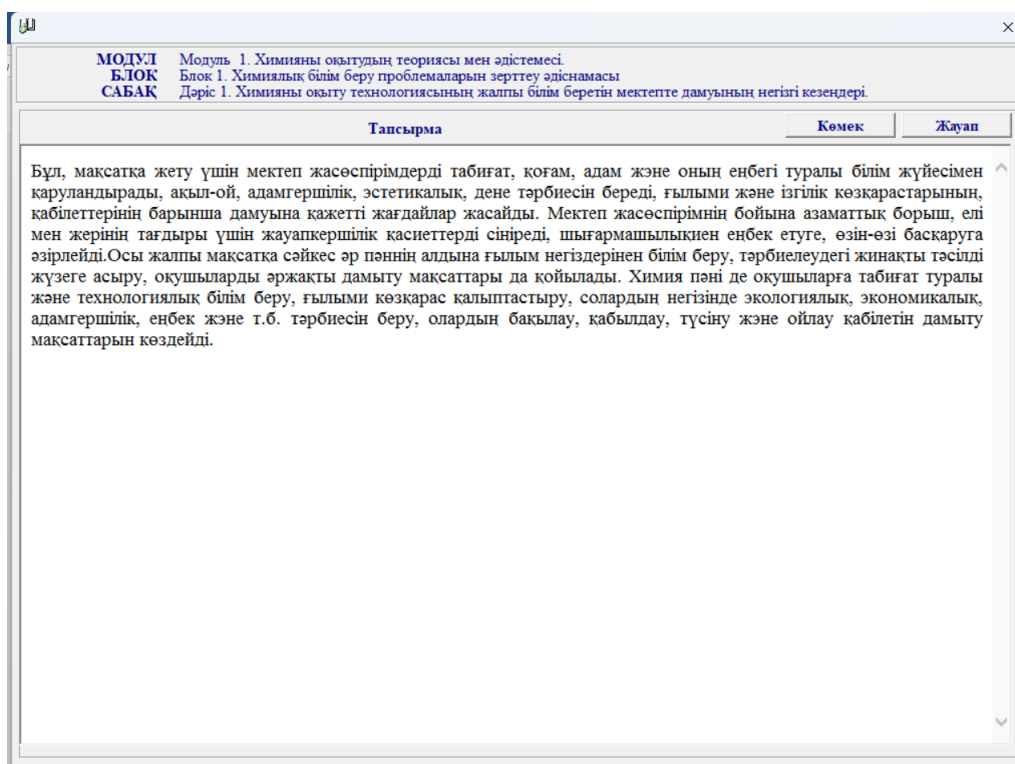 МОДУЛ Модуль 1. Химияны оқытудың теориясы мен әдістемесі.
БЛОК Блок 1. Химиялық білім беру проблемаларын зерттеу әдіснамасы
САБАҚ Дәріс 1. Химияны оқыту технологиясының жалпы білім беретін мектепте дамуының негізгі кезеңдері.
Тапсырма Көмек Жауап
Бұл, мақсатқа жету үшін мектеп жасөспірімдерді табиғат, қоғам, адам және оның еңбегі туралы білім жүйесімен
қаруландырады, ақыл-ой, адамгершілік, эстетикалық, дене тәрбиесін береді, ғылыми және ізгілік көзқарастарының,
қабілеттерінің барынша дамуына қажетті жағдайлар жасайды. Мектеп жасөспірімнің бойына азаматтық борыш, елі
мен жерінің тағдыры үшін жауапкершілік қасиеттерді сіңіреді, шығармашылықиен еңбек етуге, өзін-өзі басқаруга
әзірлейді.Осы жалпы мақсатқа сәйкес әр пәннің алдына ғылым негіздерінен білім беру, тәрбиелеудегі жинақты тәсілді
жүзеге асыру, оқушыларды әржақты дамыту мақсаттары да қойылады. Химия пәні де оқушыларға табиғат туралы
және технологиялық білім беру, ғылыми көзқарас қалыптастыру, солардың негізінде экологиялық, экономикалық,
адамгершілік, еңбек және т.б. тәрбиесін беру, олардың бақылау, қабылдау, түсіну және ойлау қабілетін дамыту
мақсаттарын көздейді.